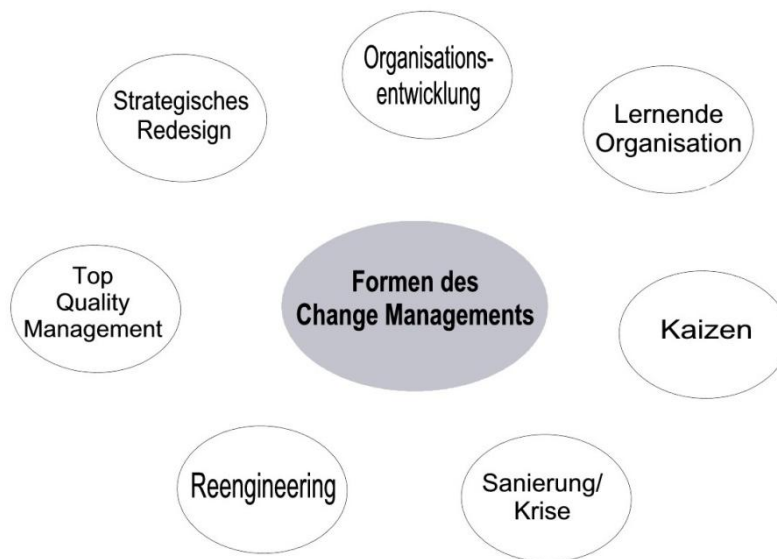 Organisations-
entwicklung
Strategisches
Redesign
Lernende
Organisation
Top
Quality
Management
Formen des
Change Managements
Kaizen
Reengineering
Sanierung/
Krise